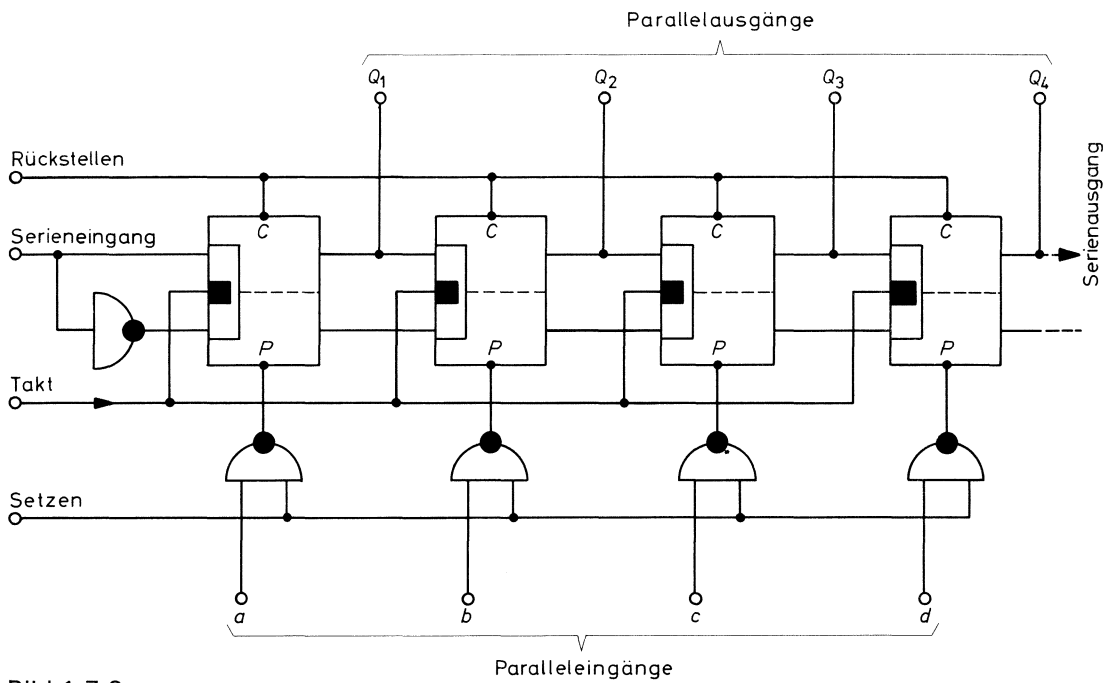 Parallelausgänge
Q1
Q2
Q3
Q4
Rückstellen
Serieneingang
Serienausgang
C
C
C
C
P
P
P
P
Takt
Setzen
a
b
c
d
Paralleleingänge